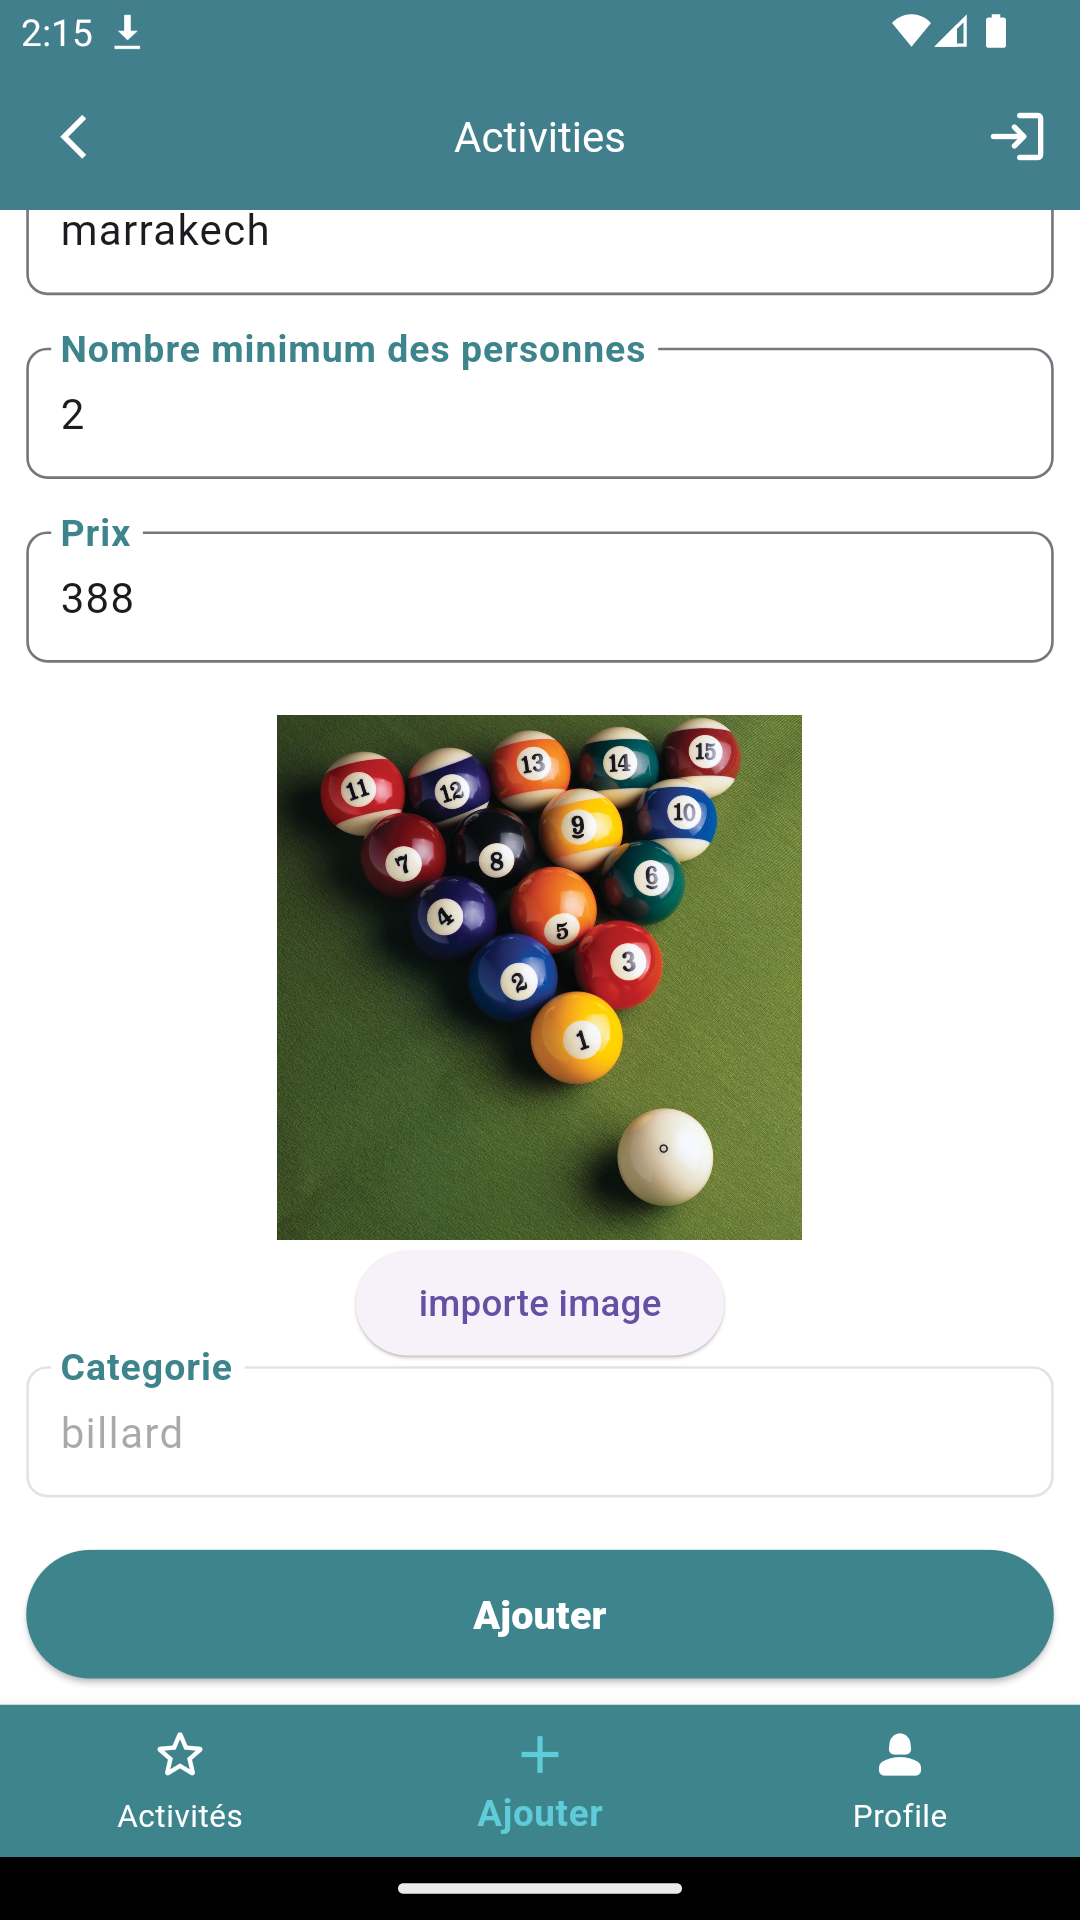 2:15
Activities
marrakech
Nombre minimum des personnes
2
Prix
388
11 12 13 14 15
7 8 9 10
4 5 6
2 3
1
importe image
Categorie
billard
Ajouter
Activités
Ajouter
Profile